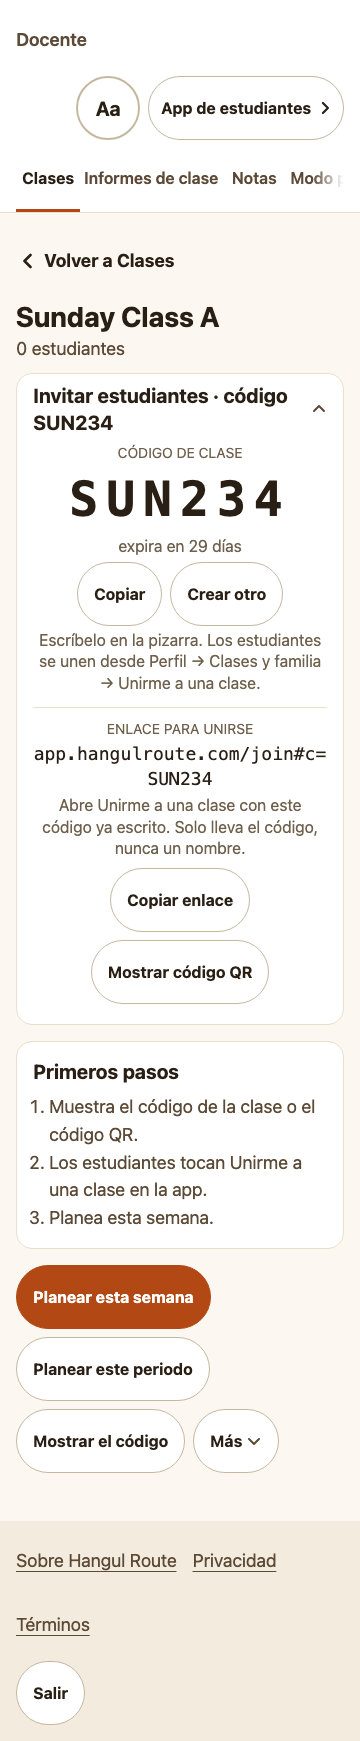 Docente
Aa
App de estudiantes
Clases Informes de clase Notas Modo
Volver a Clases
Sunday Class A
0 estudiantes
Invitar estudiantes · código
SUN234
CÓDIGO DE CLASE
SUN234
expira en 29 días
Copiar
Crear otro
Escríbelo en la pizarra. Los estudiantes
se unen desde Perfil → Clases y familia
→ Unirme a una clase.
ENLACE PARA UNIRSE
app.hangulroute.com/join#c=
SUN234
Abre Unirme a una clase con este
código ya escrito. Solo lleva el código,
nunca un nombre.
Copiar enlace
Mostrar código QR
Primeros pasos
1. Muestra el código de la clase o el
código QR.
2. Los estudiantes tocan Unirme a
una clase en la app.
3. Planea esta semana.
Planear esta semana
Planear este periodo
Mostrar el código
Más
Sobre Hangul Route
Privacidad
Términos
Salir